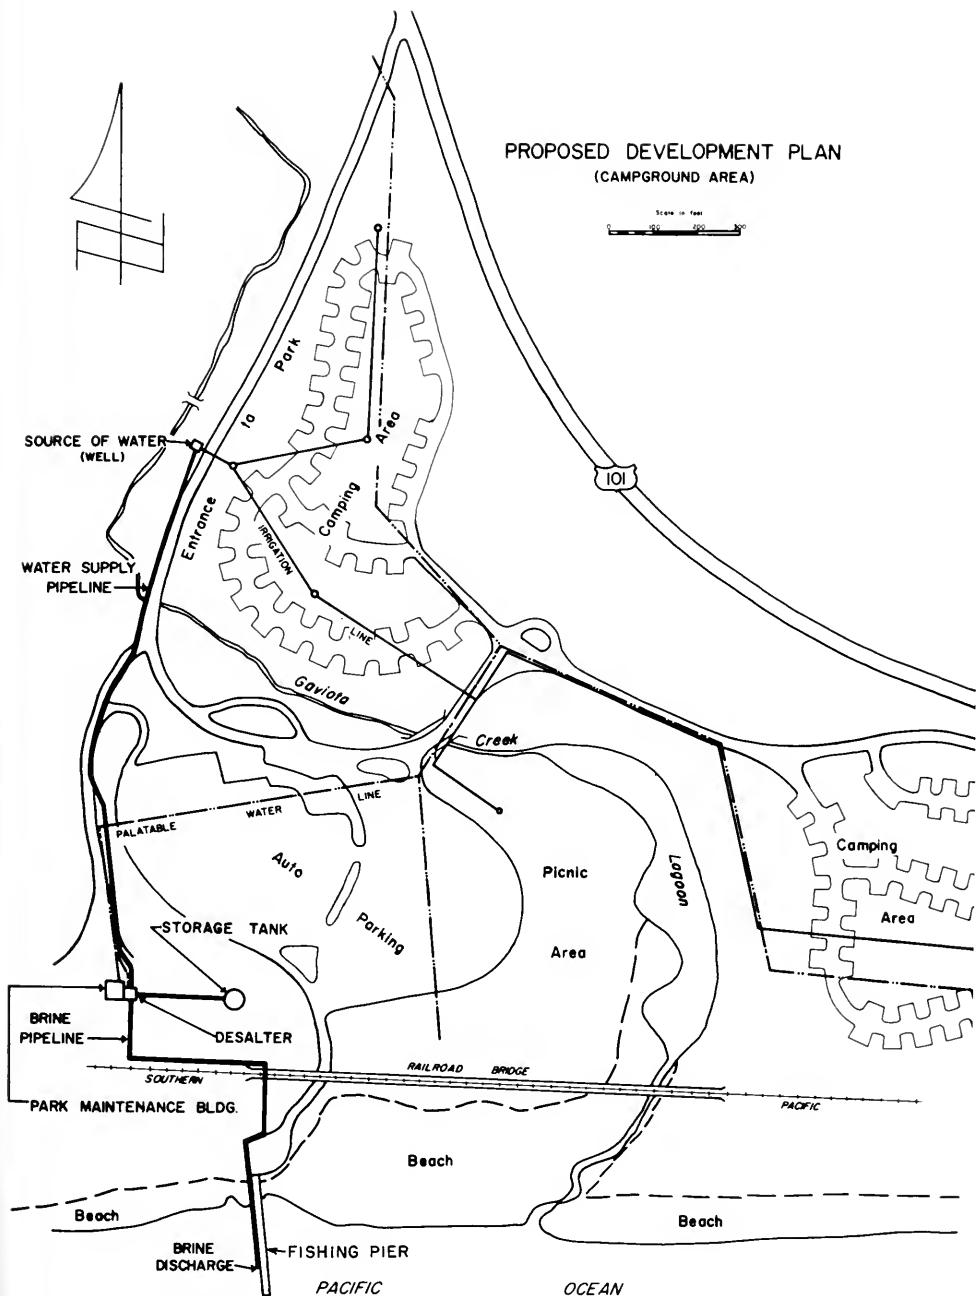 PROPOSED DEVELOPMENT PLAN
(CAMPGROUND AREA)
Scale in feet
0 100 200 300
Entrance to Park
Camping Area
101
SOURCE OF WATER
(WELL)
IRRIGATION LINE
WATER SUPPLY
PIPELINE
Gaviota Creek
PALATABLE WATER LINE
Auto Parking
Picnic
Area
Lagoon
Camping
Area
STORAGE TANK
BRINE
PIPELINE
DESALTER
SOUTHERN PACIFIC
RAILROAD BRIDGE
PARK MAINTENANCE BLDG.
Beach
Beach
Beach
BRINE
DISCHARGE
FISHING PIER
PACIFIC OCEAN